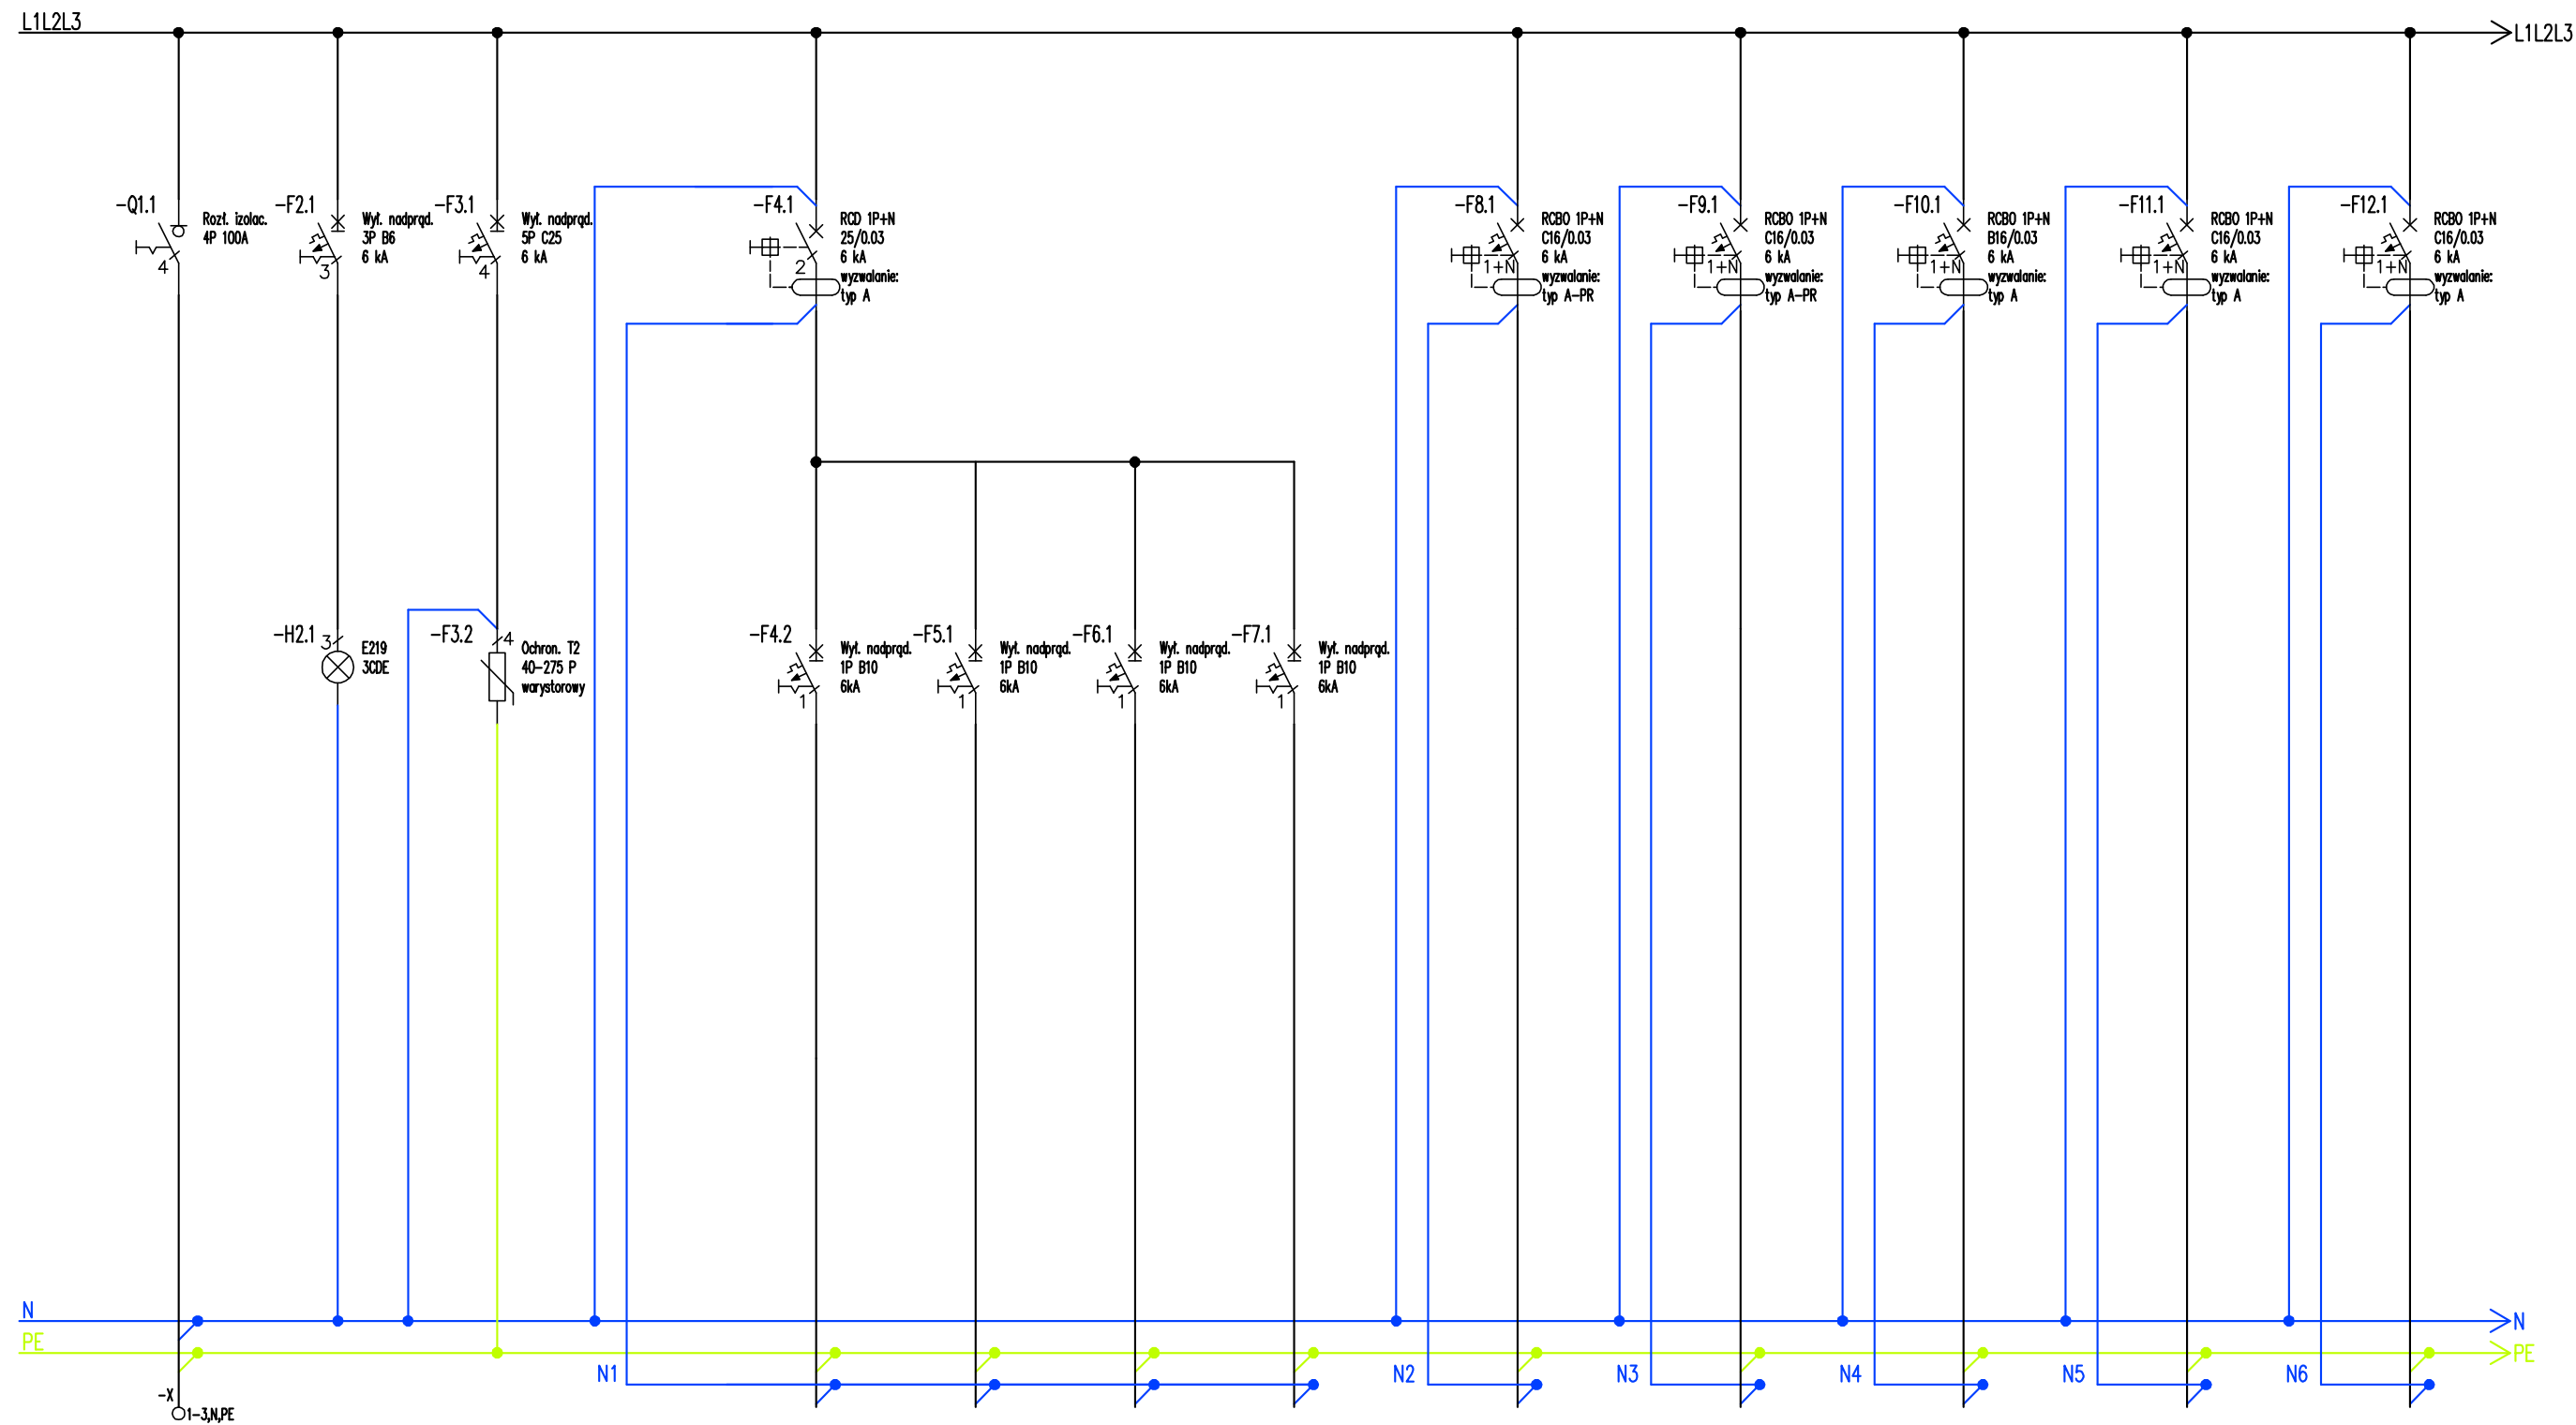 L1L2L3
L1L2L3
-Q1.1
Rozł. izolac.
4P 100A
4
-F2.1
Wył. nadprąd.
3P B6
6 kA
3
-F3.1
Wył. nadprąd.
5P C25
6 kA
4
-F4.1
RCD 1P+N
25/0.03
6 kA
wyzwalanie:
typ A
2
-F8.1
RCBO 1P+N
C16/0.03
6 kA
wyzwalanie:
typ A-PR
1+N
-F9.1
RCBO 1P+N
C16/0.03
6 kA
wyzwalanie:
typ A-PR
1+N
-F10.1
RCBO 1P+N
B16/0.03
6 kA
wyzwalanie:
typ A
1+N
-F11.1
RCBO 1P+N
C16/0.03
6 kA
wyzwalanie:
typ A
1+N
-F12.1
RCBO 1P+N
C16/0.03
6 kA
wyzwalanie:
typ A
1+N
-H2.1
3
E219
3CDE
-F3.2
4
Ochron. T2
40-275 P
warystorowy
-F4.2
Wył. nadprąd.
1P B10
6kA
1
-F5.1
Wył. nadprąd.
1P B10
6kA
1
-F6.1
Wył. nadprąd.
1P B10
6kA
1
-F7.1
Wył. nadprąd.
1P B10
6kA
1
N
N
PE
PE
N1
N2
N3
N4
N5
N6
-X
1-3,N,PE